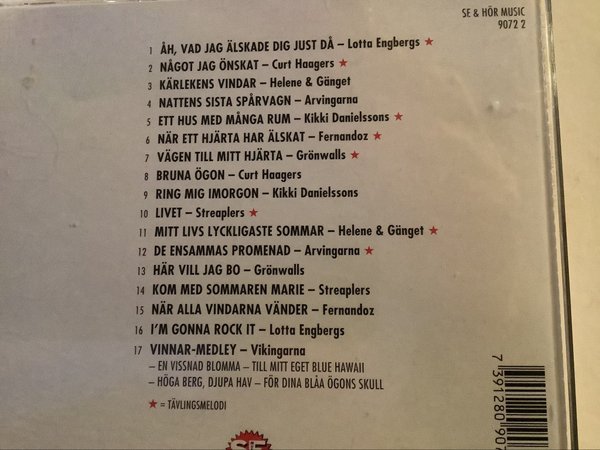 SE & HÖR MUSIC
9072 2
1 ÅH, VAD JAG ÄLSKADE DIG JUST DÅ – Lotta Engbergs ★
2 NÅGOT JAG ÖNSKAT – Curt Haagers ★
3 KÄRLEKENS VINDAR – Helene & Gänget
4 NATTENS SISTA SPÅRVAGN – Arvingarna
5 ETT HUS MED MÅNGA RUM – Kikki Danielssons ★
6 NÄR ETT HJÄRTA HAR ÄLSKAT – Fernandoz ★
7 VÄGEN TILL MITT HJÄRTA – Grönwalls ★
8 BRUNA ÖGON – Curt Haagers
9 RING MIG IMORGON – Kikki Danielssons
10 LIVET – Streaplers ★
11 MITT LIVS LYCKLIGASTE SOMMAR – Helene & Gänget ★
12 DE ENSAMMAS PROMENAD – Arvingarna ★
13 HÄR VILL JAG BO – Grönwalls
14 KOM MED SOMMAREN MARIE – Streaplers
15 NÄR ALLA VINDARNA VÄNDER – Fernandoz
16 I'M GONNA ROCK IT – Lotta Engbergs
17 VINNAR-MEDLEY – Vikingarna
– EN VISSNAD BLOMMA – TILL MITT EGET BLUE HAWAII
– HÖGA BERG, DJUPA HAV – FÖR DINA BLÅA ÖGONS SKULL
★ = TÄVLINGSMELODI
7 391280 907